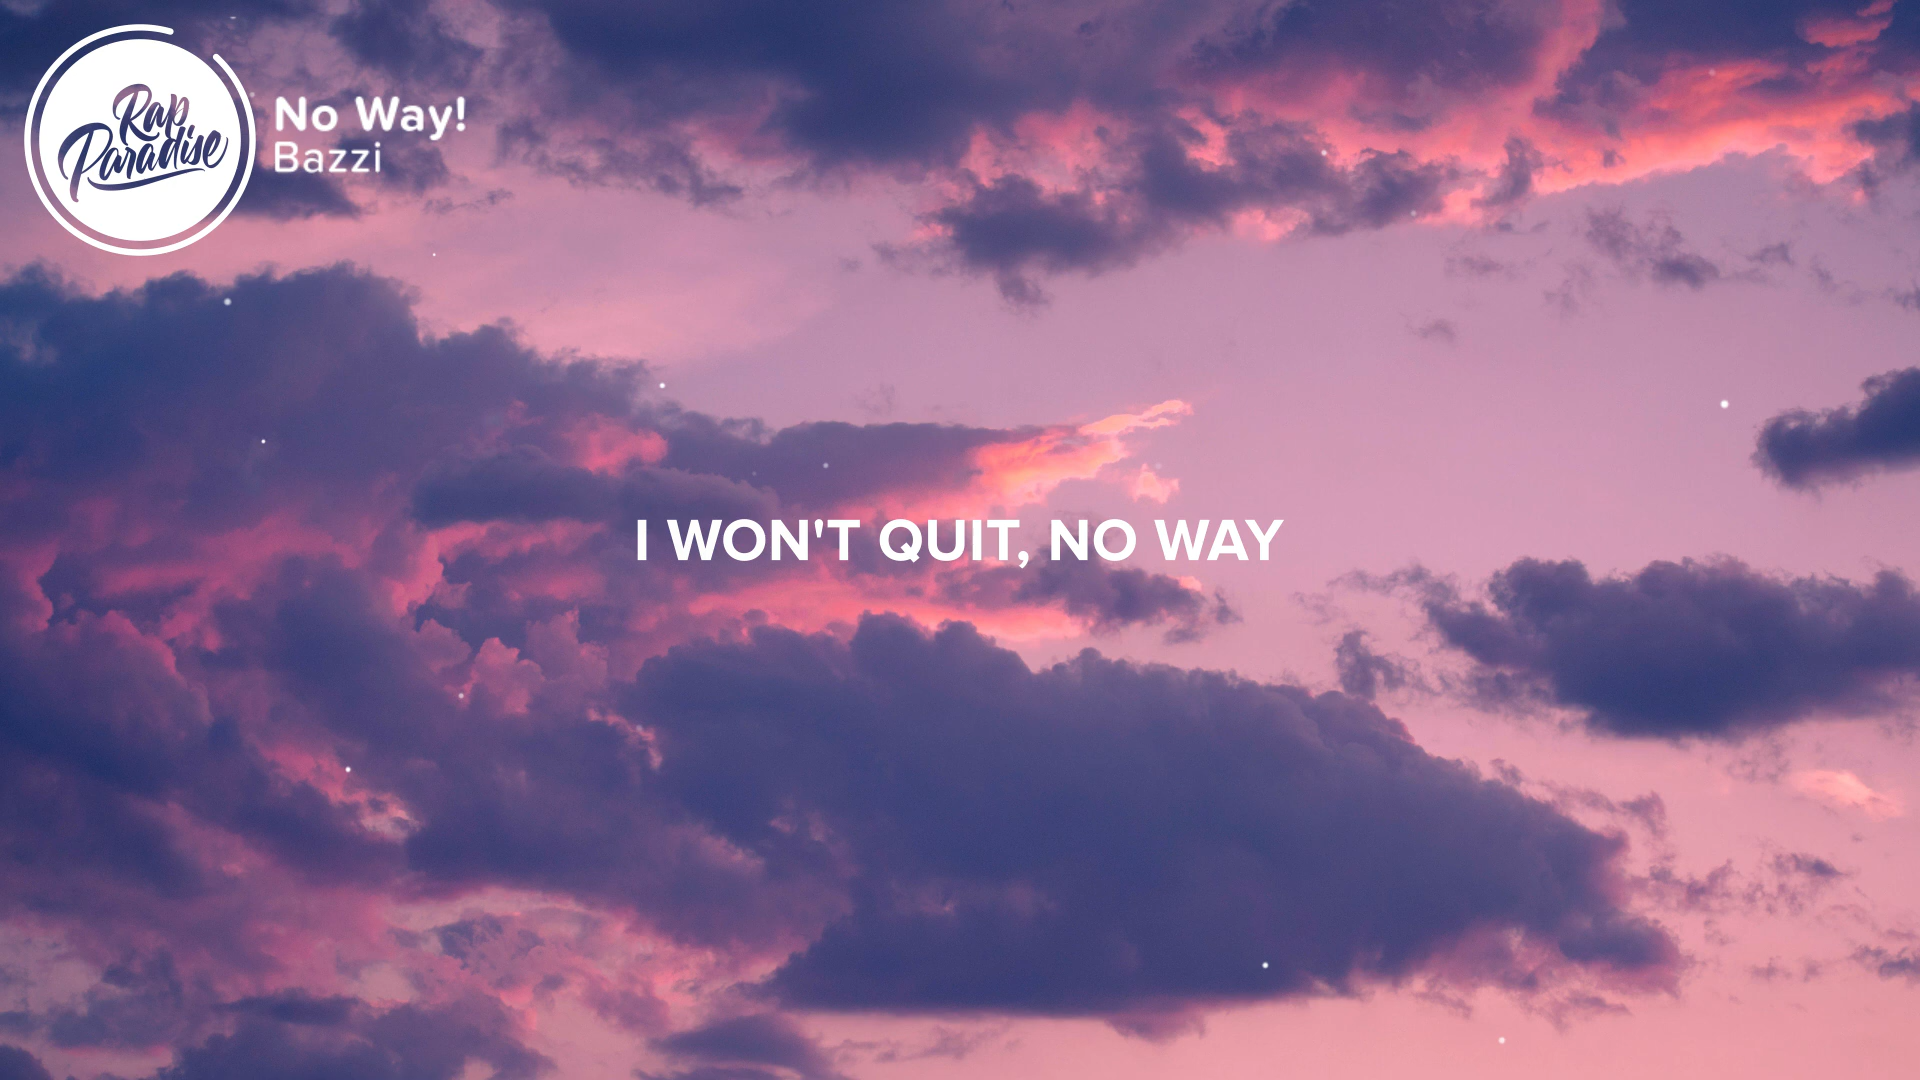 Rap
Paradise
No Way!
Bazzi
I WON'T QUIT, NO WAY